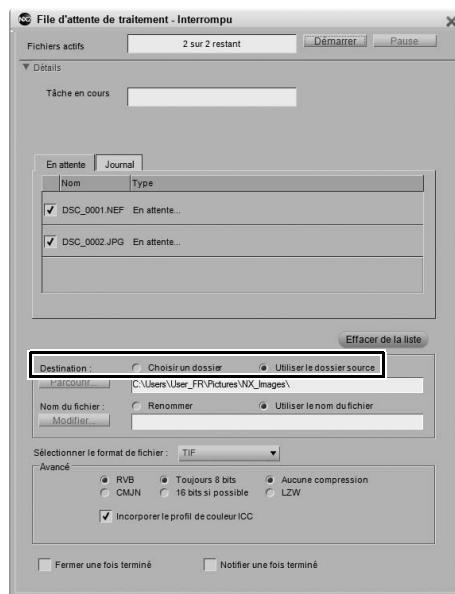 NX2 File d'attente de traitement - Interrompu
Fichiers actifs 2 sur 2 restant Démarrer Pause
Détails
Tâche en cours
En attente Journal
Nom Type
DSC_0001.NEF En attente...
DSC_0002.JPG En attente...
Effacer de la liste
Destination : Choisir un dossier Utiliser le dossier source
Parcourir... C:\Users\User_FR\Pictures\NX_Images\
Nom du fichier : Renommer Utiliser le nom du fichier
Modifier...
Sélectionner le format de fichier : TIF
Avancé
RVB Toujours 8 bits Aucune compression
CMJN 16 bits si possible LZW
Incorporer le profil de couleur ICC
Fermer une fois terminé Notifier une fois terminé